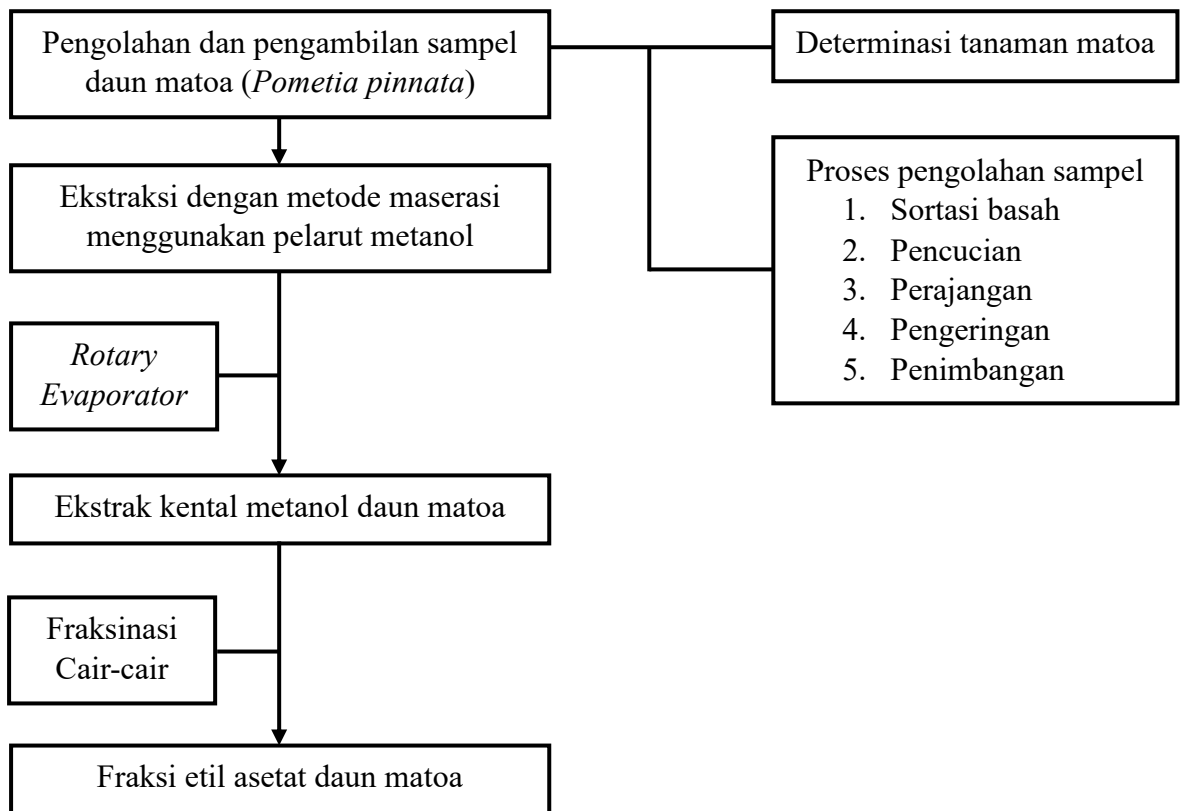 Pengolahan dan pengambilan sampel
daun matoa (Pometia pinnata)
Determinasi tanaman matoa
Proses pengolahan sampel
1. Sortasi basah
2. Pencucian
3. Perajangan
4. Pengeringan
5. Penimbangan
Ekstraksi dengan metode maserasi
menggunakan pelarut metanol
Rotary
Evaporator
Ekstrak kental metanol daun matoa
Fraksinasi
Cair-cair
Fraksi etil asetat daun matoa